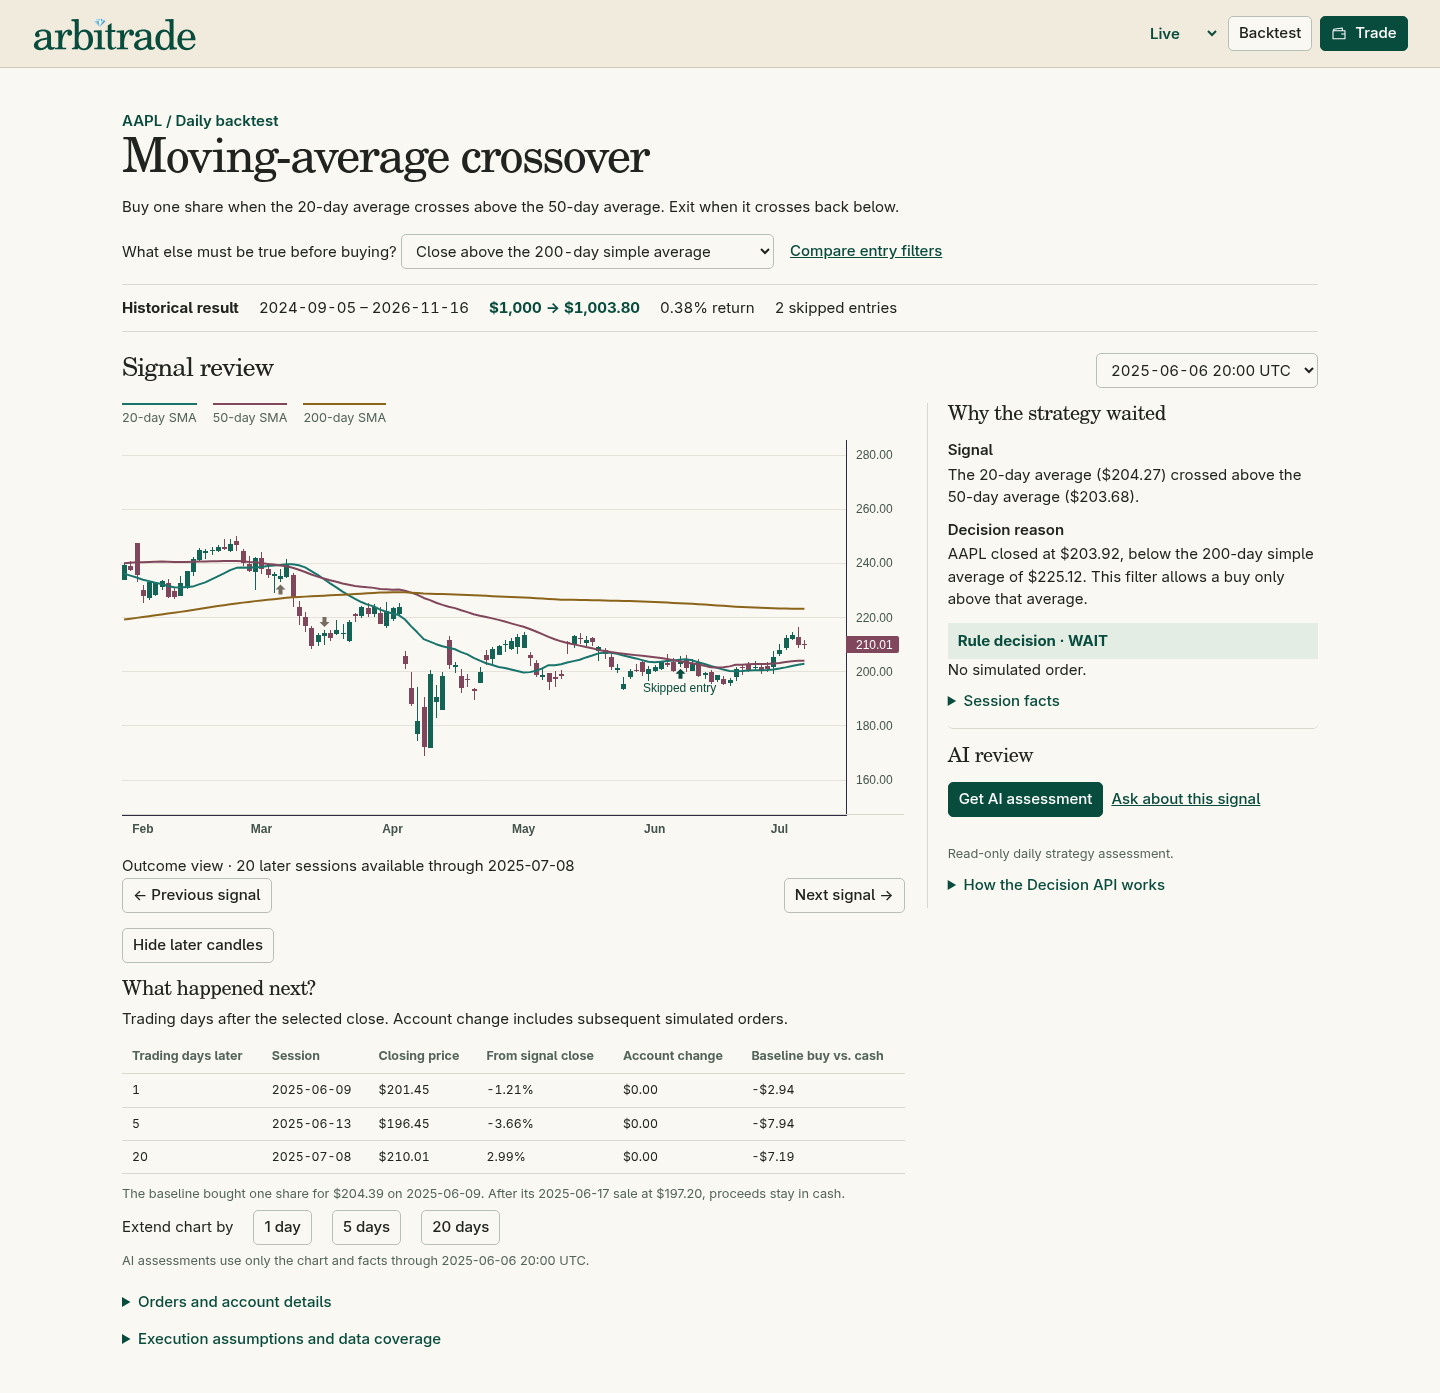 arbitrade
Live
Backtest
Trade
AAPL / Daily backtest
Moving-average crossover
Buy one share when the 20-day average crosses above the 50-day average. Exit when it crosses back below.
What else must be true before buying? Close above the 200-day simple average Compare entry filters
Historical result 2024-09-05 – 2026-11-16 $1,000 → $1,003.80 0.38% return 2 skipped entries
Signal review
2025-06-06 20:00 UTC
20-day SMA 50-day SMA 200-day SMA
280.00
260.00
240.00
220.00
210.01
200.00
180.00
160.00
Skipped entry
Feb Mar Apr May Jun Jul
Outcome view · 20 later sessions available through 2025-07-08
← Previous signal
Next signal →
Hide later candles
Why the strategy waited
Signal
The 20-day average ($204.27) crossed above the
50-day average ($203.68).
Decision reason
AAPL closed at $203.92, below the 200-day simple
average of $225.12. This filter allows a buy only
above that average.
Rule decision · WAIT
No simulated order.
Session facts
AI review
Get AI assessment Ask about this signal
Read-only daily strategy assessment.
How the Decision API works
What happened next?
Trading days after the selected close. Account change includes subsequent simulated orders.
Trading days later Session Closing price From signal close Account change Baseline buy vs. cash
1 2025-06-09 $201.45 -1.21% $0.00 -$2.94
5 2025-06-13 $196.45 -3.66% $0.00 -$7.94
20 2025-07-08 $210.01 2.99% $0.00 -$7.19
The baseline bought one share for $204.39 on 2025-06-09. After its 2025-06-17 sale at $197.20, proceeds stay in cash.
Extend chart by 1 day 5 days 20 days
AI assessments use only the chart and facts through 2025-06-06 20:00 UTC.
Orders and account details
Execution assumptions and data coverage